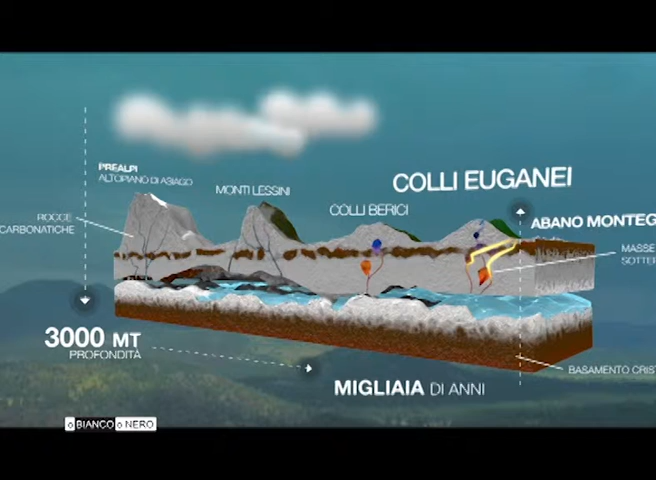 PREALPI
ALTOPIANO DI ASIAGO
MONTI LESSINI
COLLI BERICI
COLLI EUGANEI
ABANO MONTEG
ROCCE
CARBONATICHE
MASSE
SOTTER
3000 MT
PROFONDITÀ
MIGLIAIA DI ANNI
BASAMENTO CRIST
BIANCO NERO